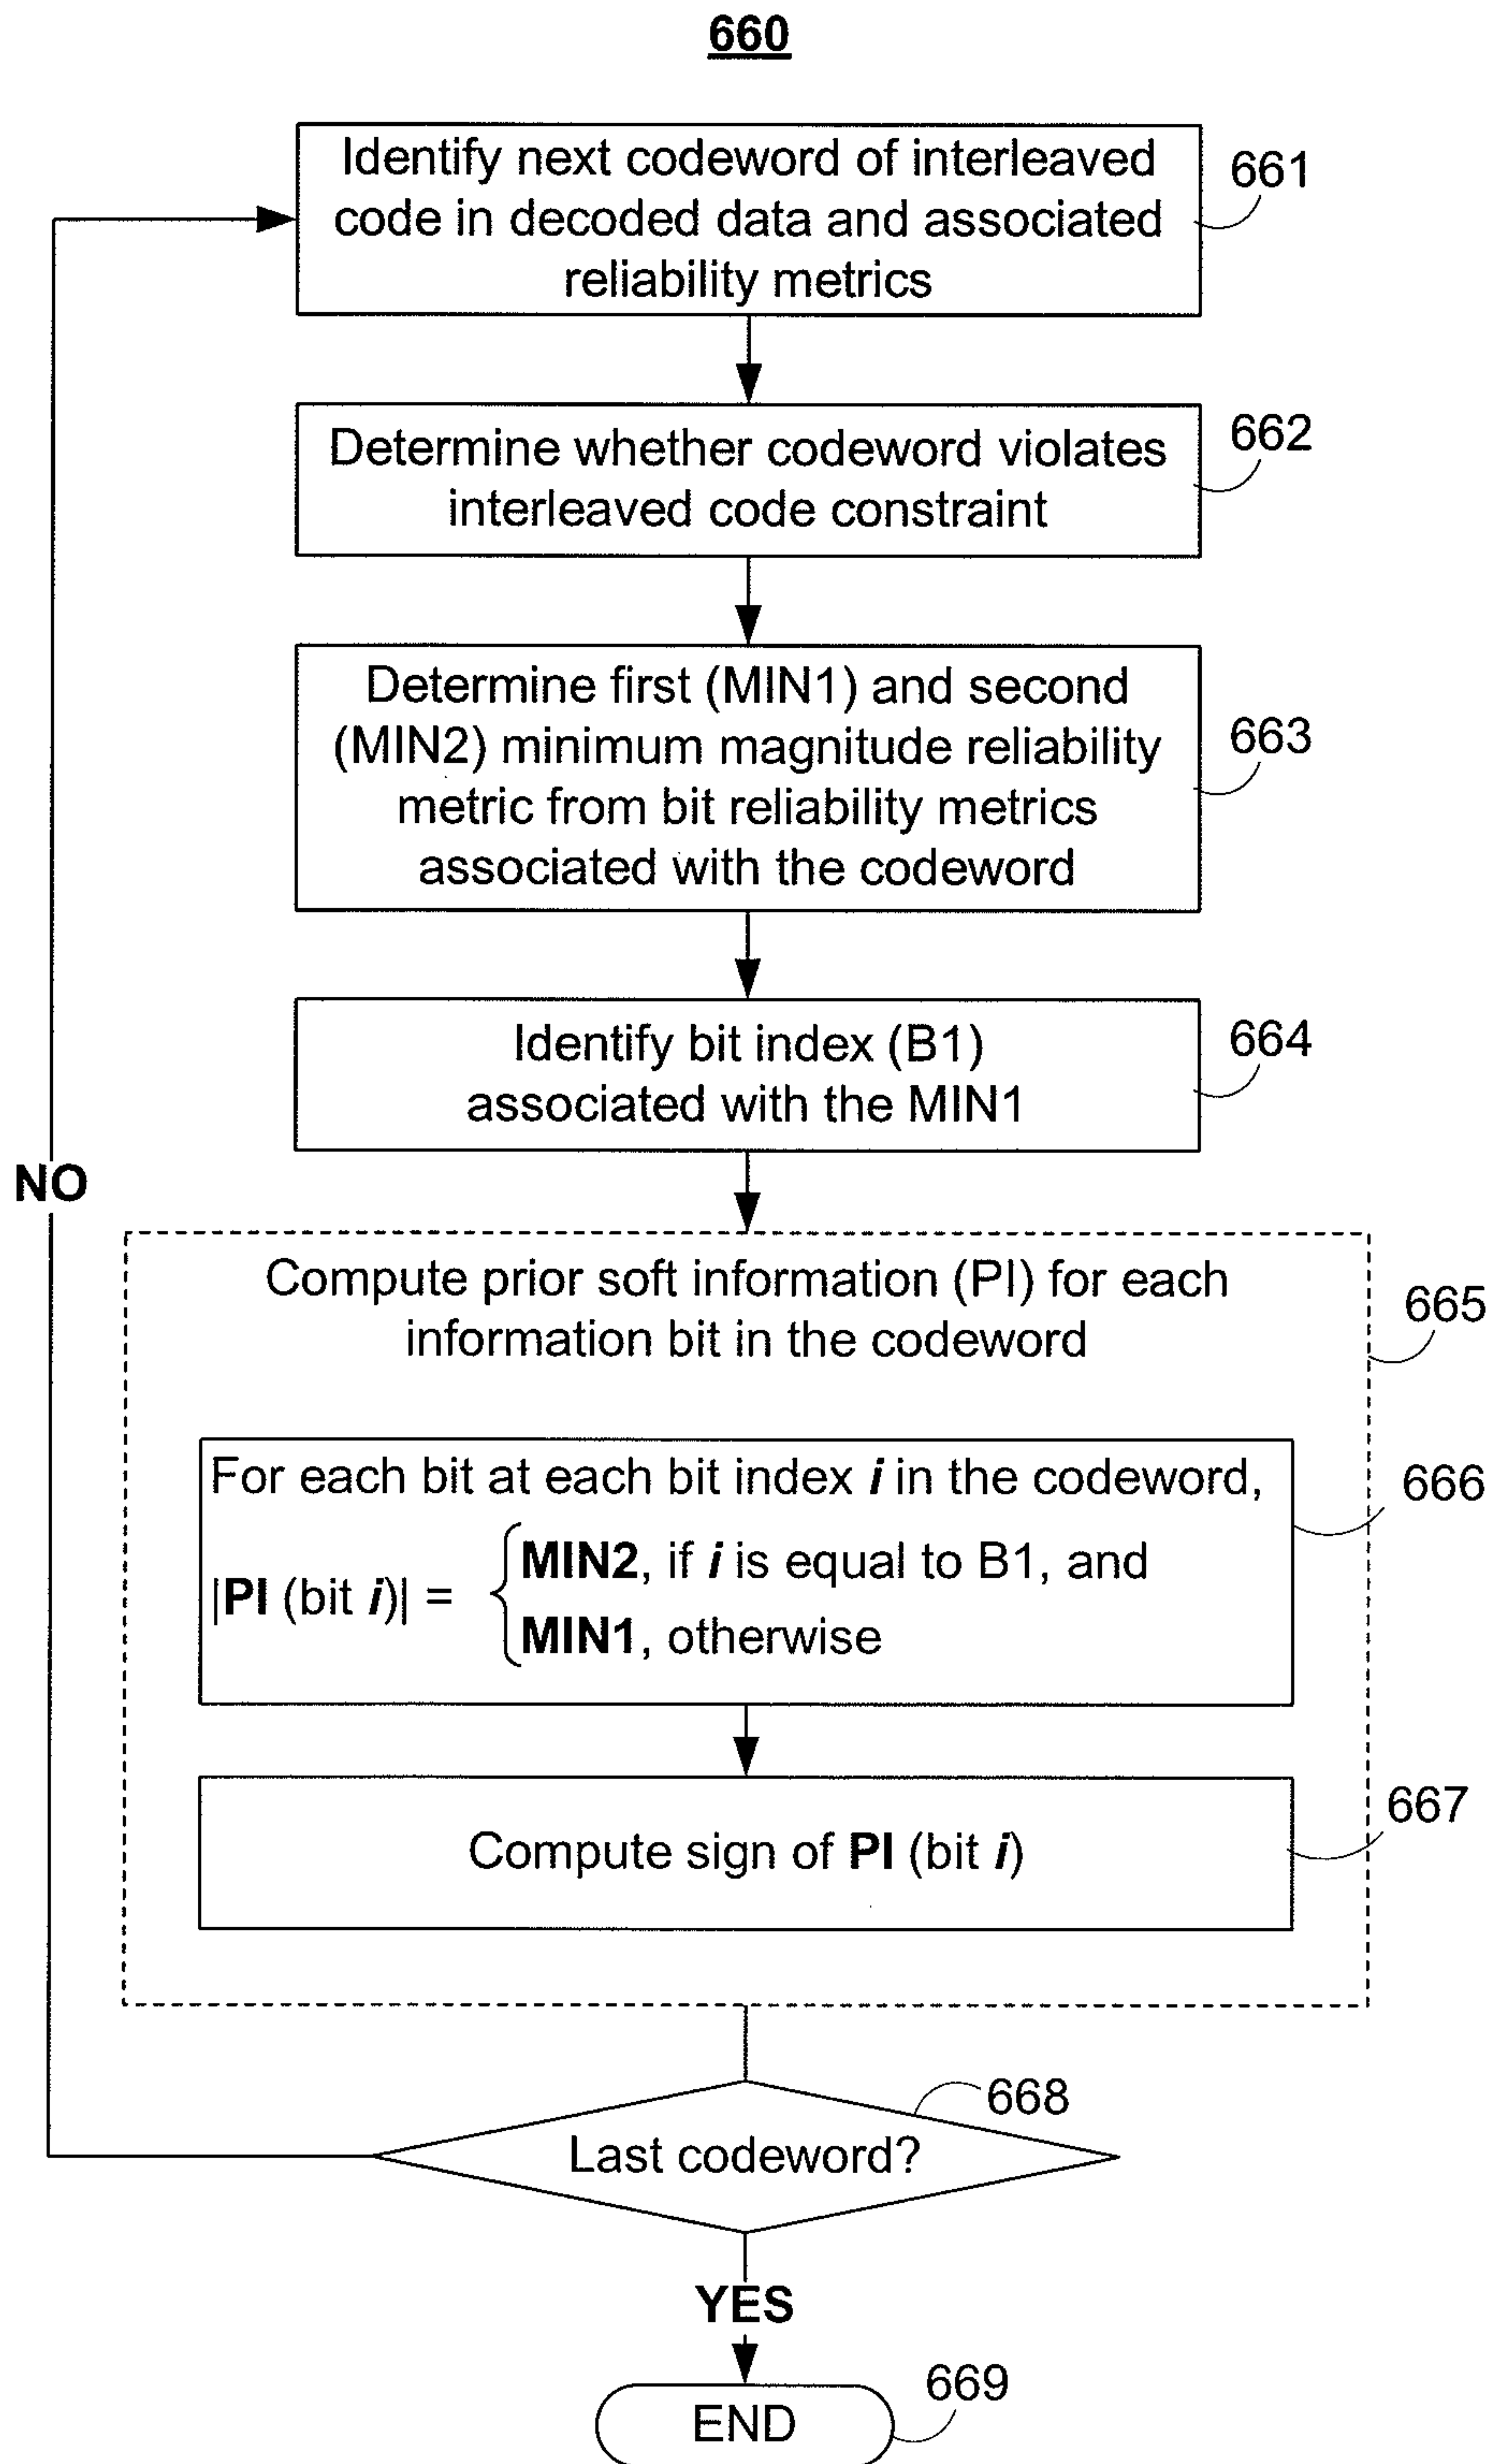 660
Identify next codeword of interleaved
code in decoded data and associated
reliability metrics
661
Determine whether codeword violates
interleaved code constraint
662
Determine first (MIN1) and second
(MIN2) minimum magnitude reliability
metric from bit reliability metrics
associated with the codeword
663
Identify bit index (B1)
associated with the MIN1
664
NO
Compute prior soft information (PI) for each
information bit in the codeword
665
For each bit at each bit index i in the codeword,
|PI (bit i)| =
MIN2, if i is equal to B1, and
MIN1, otherwise
666
Compute sign of PI (bit i)
667
668
Last codeword?
YES
END
669